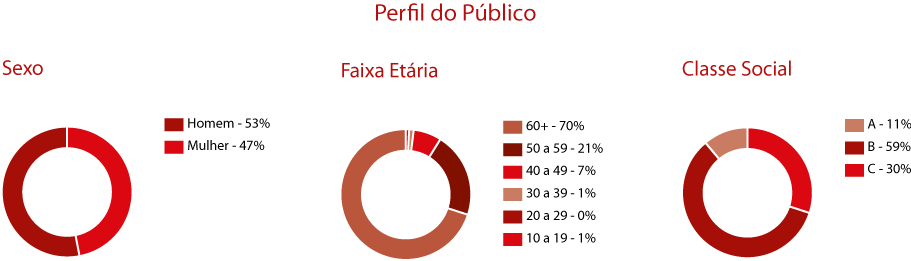 Perfil do Público
Sexo
Homem - 53%
Mulher - 47%
Faixa Etária
60+ - 70%
50 a 59 - 21%
40 a 49 - 7%
30 a 39 - 1%
20 a 29 - 0%
10 a 19 - 1%
Classe Social
A - 11%
B - 59%
C - 30%